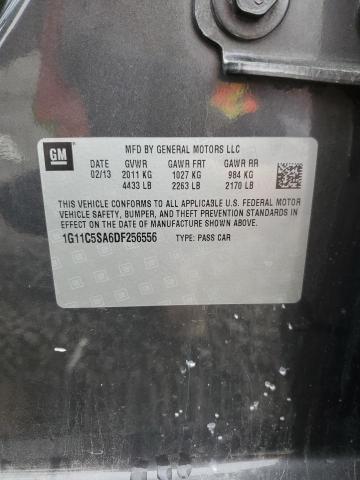 GM
MFD BY GENERAL MOTORS LLC
DATE GVWR GAWR FRT GAWR RR
02/13 2011 KG 1027 KG 984 KG
4433 LB 2263 LB 2170 LB
THIS VEHICLE CONFORMS TO ALL APPLICABLE U.S. FEDERAL MOTOR
VEHICLE SAFETY, BUMPER, AND THEFT PREVENTION STANDARDS IN
EFFECT ON THE DATE OF MANUFACTURE SHOWN ABOVE.
1G11C5SA6DF256556 TYPE: PASS CAR